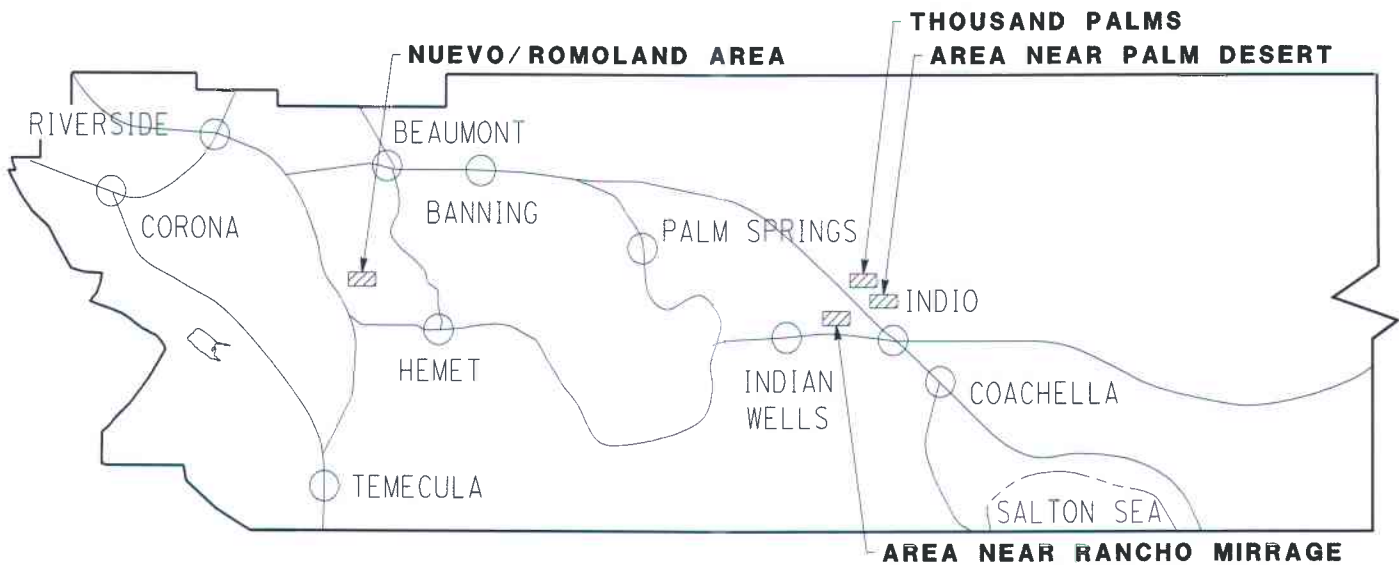 THOUSAND PALMS
NUEVO/ROMOLAND AREA
AREA NEAR PALM DESERT
RIVERSIDE
BEAUMONT
CORONA
BANNING
PALM SPRINGS
INDIO
HEMET
INDIAN
WELLS
COACHELLA
TEMECULA
SALTON SEA
AREA NEAR RANCHO MIRRAGE